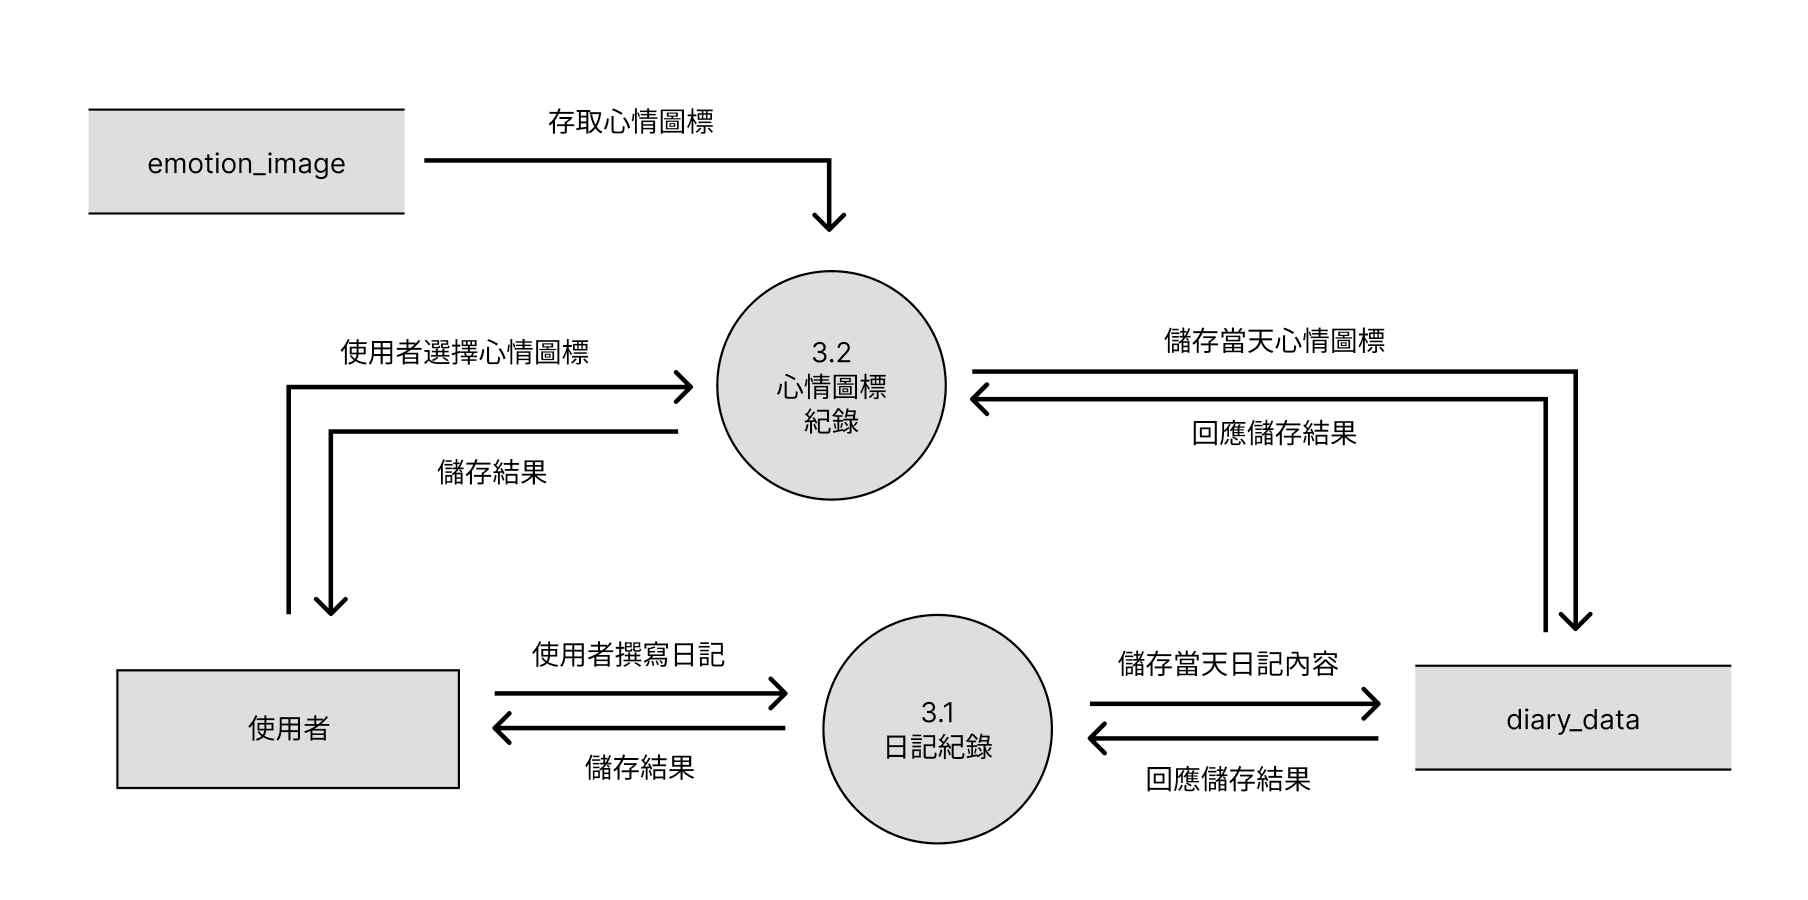 存取心情圖標
emotion_image
使用者選擇心情圖標
3.2
心情圖標
紀錄
儲存當天心情圖標
回應儲存結果
儲存結果
使用者撰寫日記
儲存當天日記內容
使用者
3.1
日記紀錄
diary_data
儲存結果
回應儲存結果